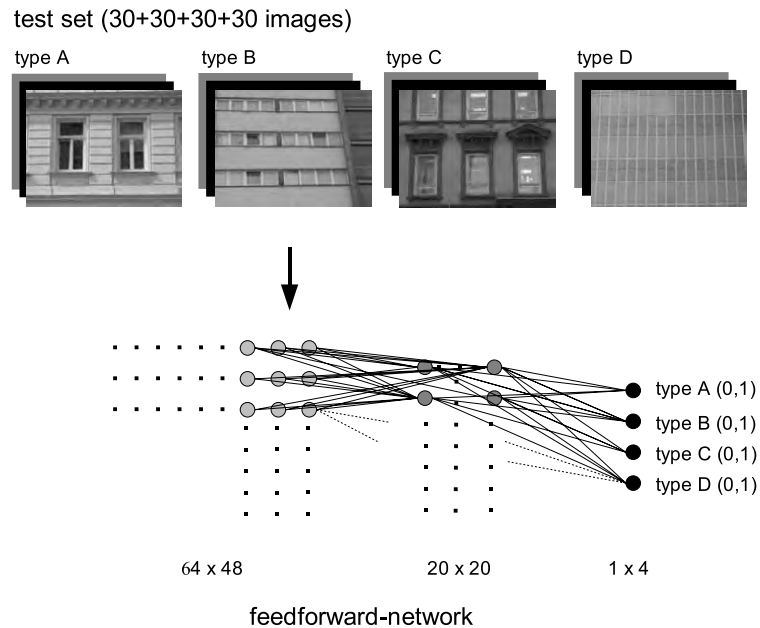 test set (30+30+30+30 images)
type A
type B
type C
type D
type A (0,1)
type B (0,1)
type C (0,1)
type D (0,1)
64 x 48
20 x 20
1 x 4
feedforward-network